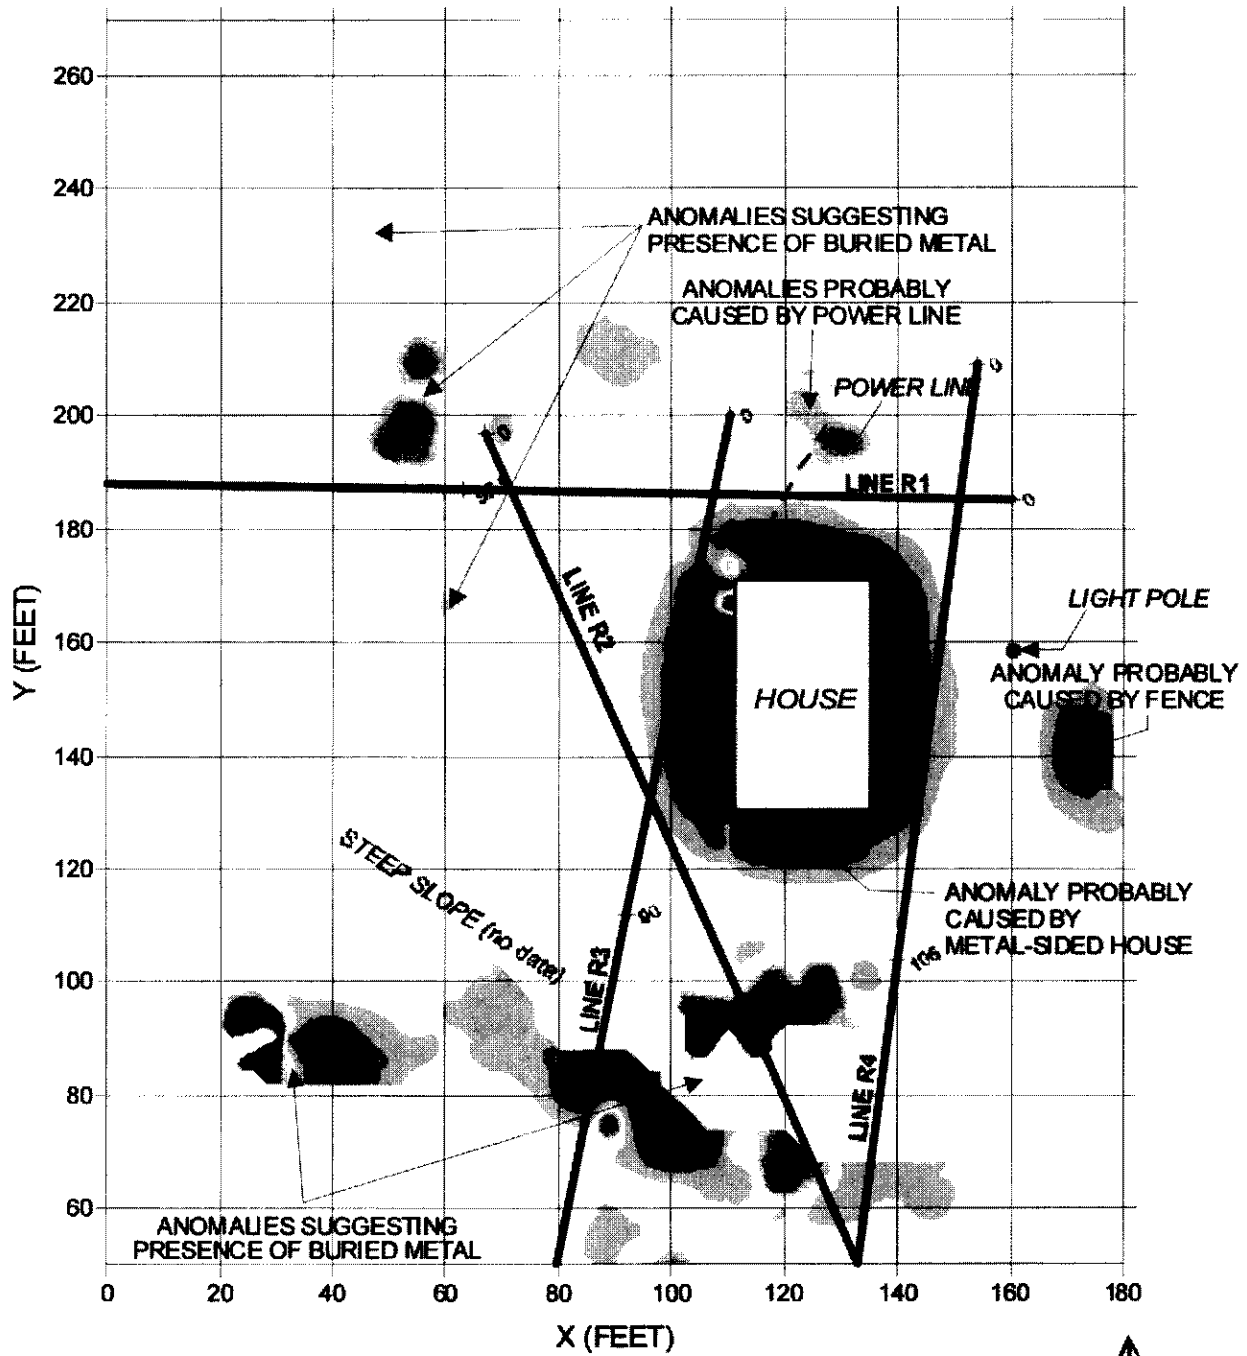 260
240
ANOMALIES SUGGESTING
PRESENCE OF BURIED METAL
220
ANOMALIES PROBABLY
CAUSED BY POWER LINE
POWER LINE
0
200
0
0
LINE R1
0
180
LINE R2
LIGHT POLE
160
ANOMALY PROBABLY
CAUSED BY FENCE
HOUSE
Y (FEET)
140
STEEP SLOPE (no data)
120
ANOMALY PROBABLY
CAUSED BY
METAL-SIDED HOUSE
106
100
LINE R3
LINE R4
80
60
ANOMALIES SUGGESTING
PRESENCE OF BURIED METAL
0 20 40 60 80 100 120 140 160 180
X (FEET)